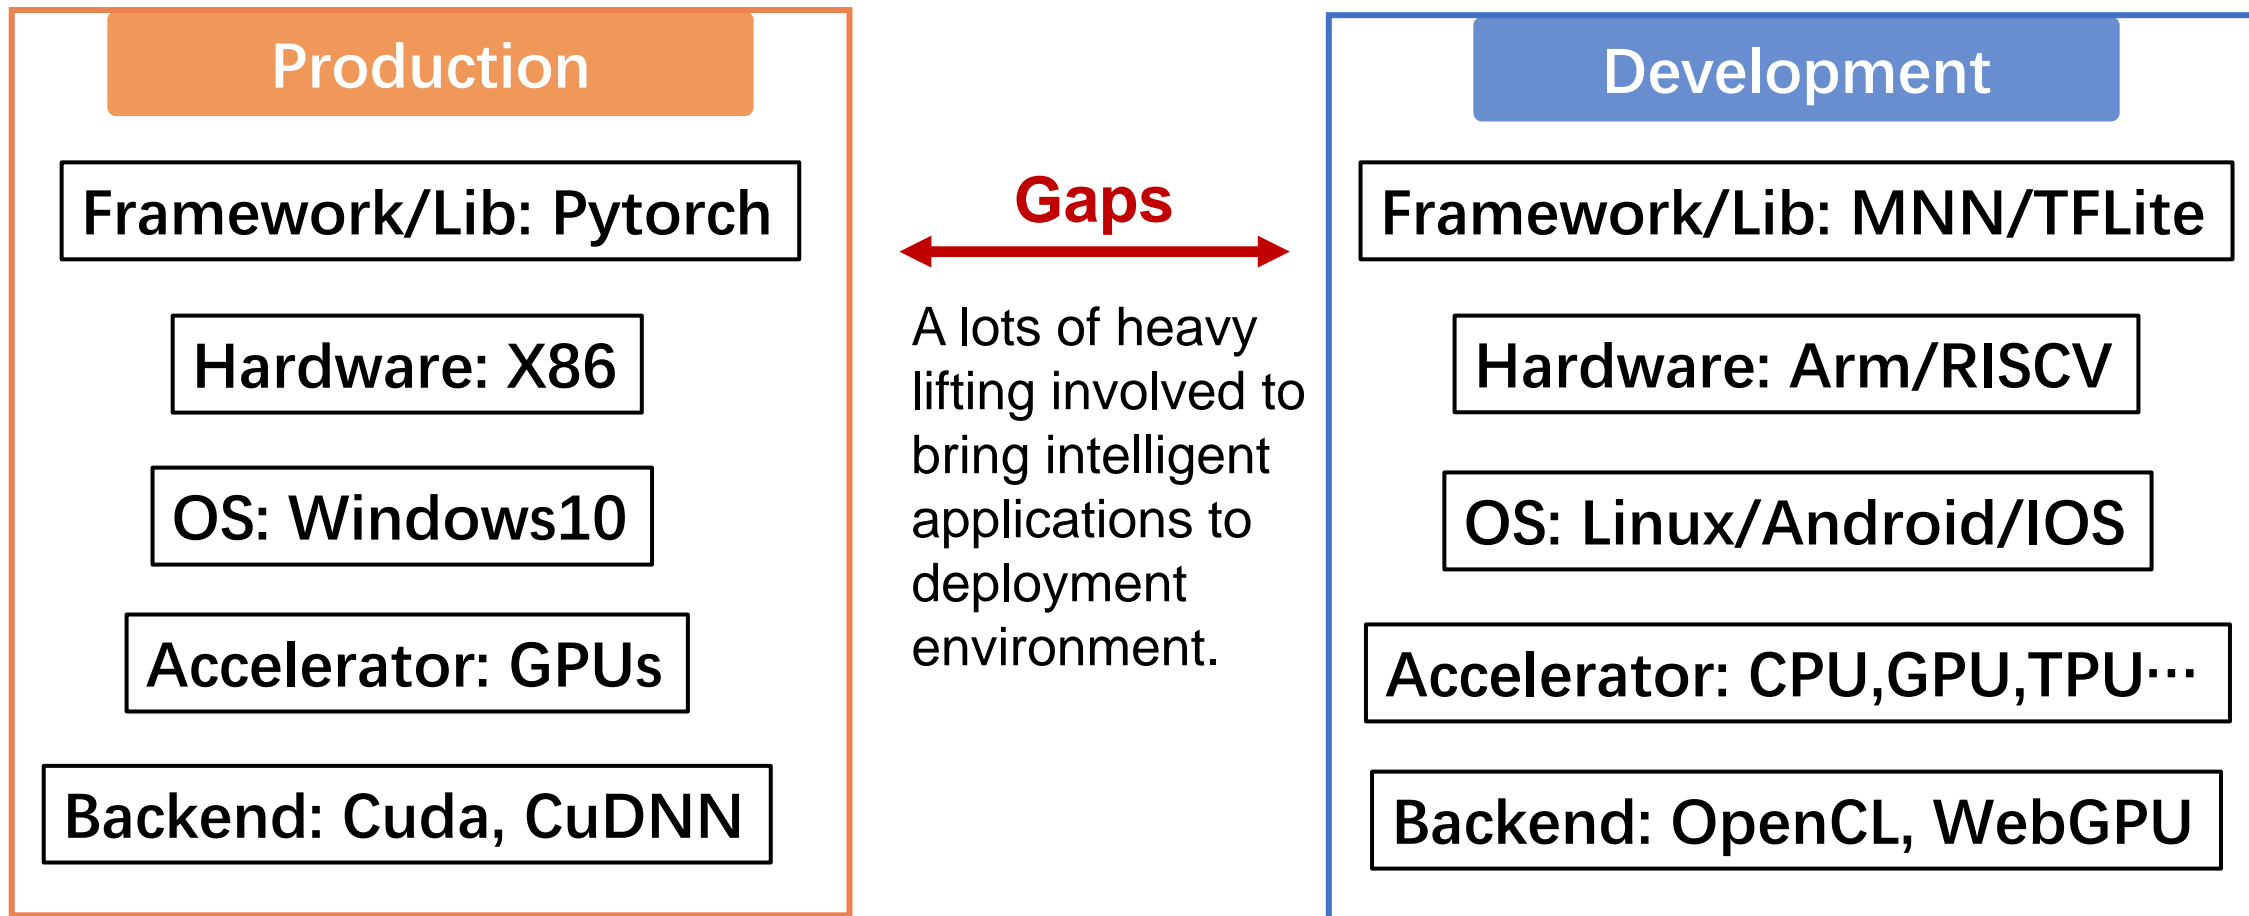 Production
Framework/Lib: Pytorch
Hardware: X86
OS: Windows10
Accelerator: GPUs
Backend: Cuda, CuDNN
Gaps
A lots of heavy
lifting involved to
bring intelligent
applications to
deployment
environment.
Development
Framework/Lib: MNN/TFLite
Hardware: Arm/RISCV
OS: Linux/Android/IOS
Accelerator: CPU,GPU,TPU···
Backend: OpenCL, WebGPU